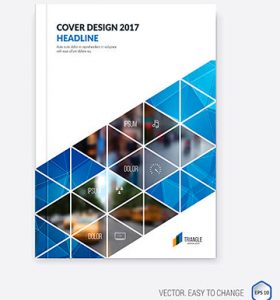 COVER DESIGN 2017
HEADLINE
IPSUM
DOLOR
IPSUM
DOLOR
TRIANGLE
VECTOR. EASY TO CHANGE
EPS 10